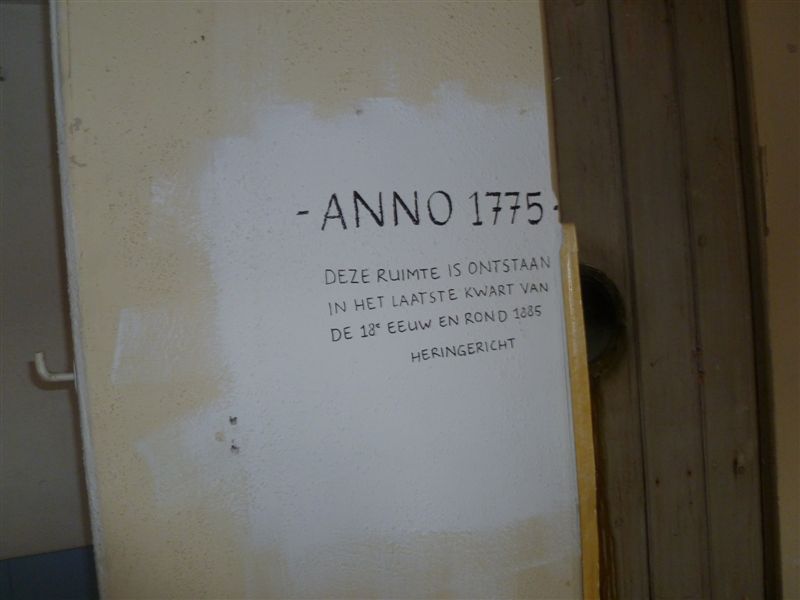 - ANNO 1775 -
DEZE RUIMTE IS ONTSTAAN
IN HET LAATSTE KWART VAN
DE 18e EEUW EN ROND 1885
HERINGERICHT